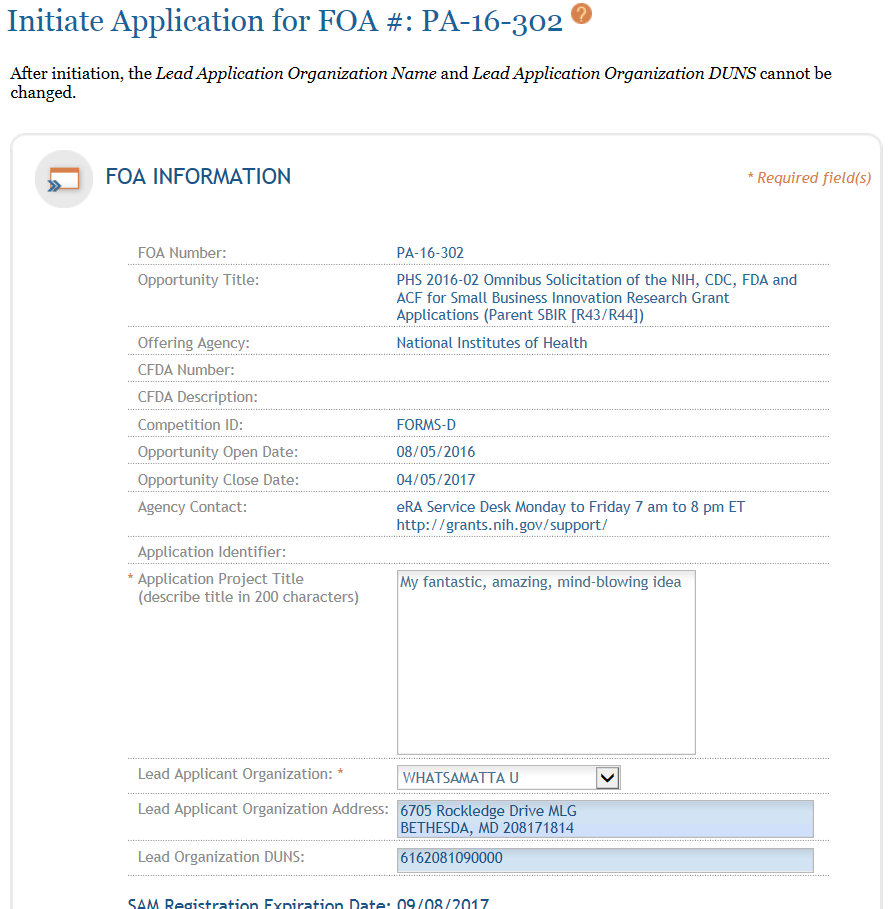 Initiate Application for FOA #: PA-16-302 ?
After initiation, the Lead Application Organization Name and Lead Application Organization DUNS cannot be
changed.
FOA INFORMATION
* Required field(s)
FOA Number: PA-16-302
Opportunity Title: PHS 2016-02 Omnibus Solicitation of the NIH, CDC, FDA and
ACF for Small Business Innovation Research Grant
Applications (Parent SBIR [R43/R44])
Offering Agency: National Institutes of Health
CFDA Number:
CFDA Description:
Competition ID: FORMS-D
Opportunity Open Date: 08/05/2016
Opportunity Close Date: 04/05/2017
Agency Contact: eRA Service Desk Monday to Friday 7 am to 8 pm ET
http://grants.nih.gov/support/
Application Identifier:
* Application Project Title My fantastic, amazing, mind-blowing idea
(describe title in 200 characters)
Lead Applicant Organization: * WHATSAMATTA U
Lead Applicant Organization Address: 6705 Rockledge Drive MLG
BETHESDA, MD 208171814
Lead Organization DUNS: 6162081090000
SAM Registration Expiration Date: 09/08/2017